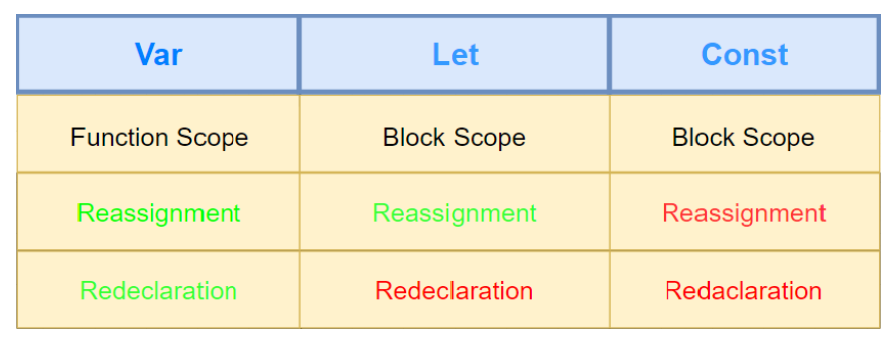 Var Let Const
Function Scope Block Scope Block Scope
Reassignment Reassignment Reassignment
Redeclaration Redeclaration Redaclaration